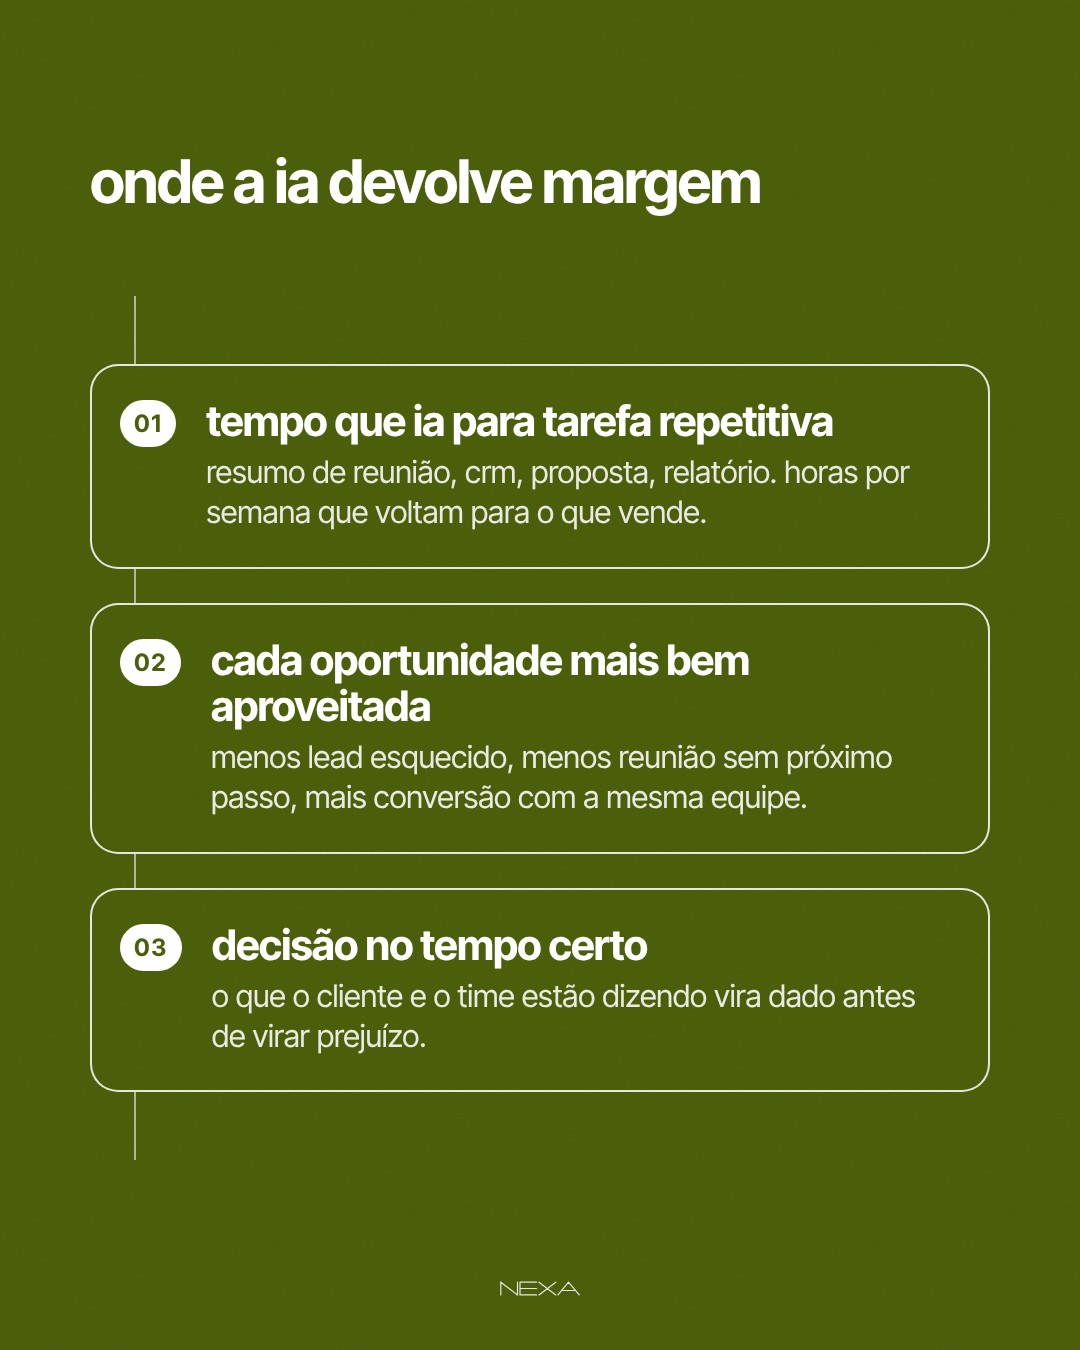 onde a ia devolve margem
01
tempo que ia para tarefa repetitiva
resumo de reunião, crm, proposta, relatório. horas por
semana que voltam para o que vende.
02
cada oportunidade mais bem
aproveitada
menos lead esquecido, menos reunião sem próximo
passo, mais conversão com a mesma equipe.
03
decisão no tempo certo
o que o cliente e o time estão dizendo vira dado antes
de virar prejuízo.
NEXA